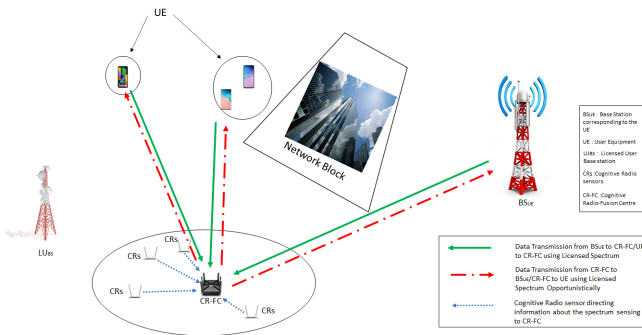 UE
Network Block
BSUE
LUBS
CRs
CRs
CRs
CRs
CR-FC
BSUE : Base Station
corresponding to the
UE
UE : User Equipment
LUBS : Licensed User
Base station
CRs :Cognitive Radio
sensors
CR-FC :Cognitive
Radio-Fusion Centre
Data Transmission from BSUE to CR-FC/UE
to CR-FC using Licensed Spectrum
Data Transmission from CR-FC to
BSUE/CR-FC to UE using Licensed
Spectrum Opportunistically
Cognitive Radio sensor directing
information about the spectrum sensing
to CR-FC